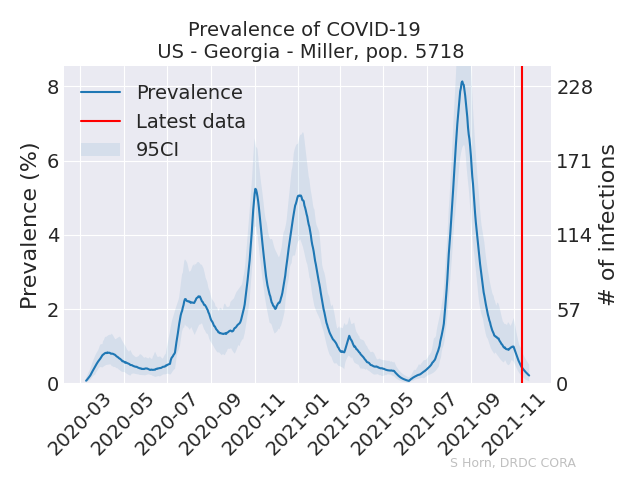 Prevalence of COVID-19
US - Georgia - Miller, pop. 5718
Prevalence
Latest data
95CI
Prevalence (%)
8
6
4
2
0
228
171
114
57
0
# of infections
2020-03
2020-05
2020-07
2020-09
2020-11
2021-01
2021-03
2021-05
2021-07
2021-09
2021-11
S Horn, DRDC CORA